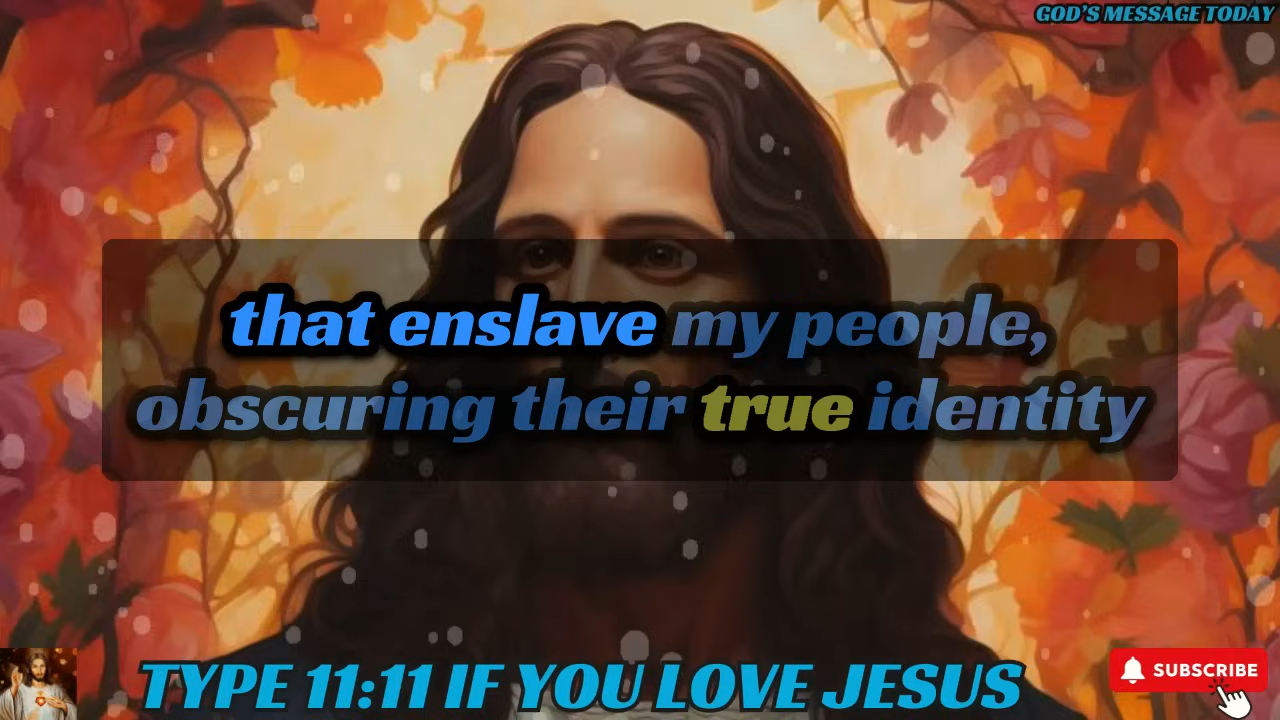 GOD'S MESSAGE TODAY
that enslave my people,
obscuring their true identity
TYPE 11:11 IF YOU LOVE JESUS
SUBSCRIBE